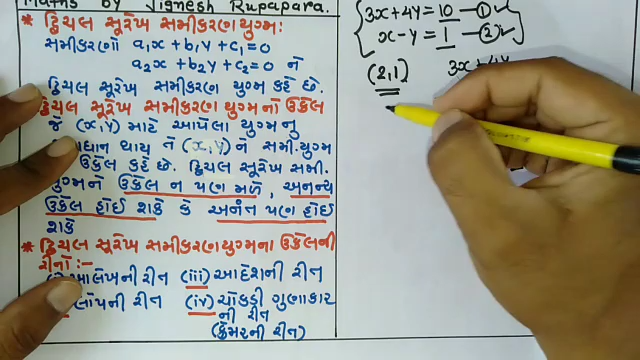 Maths by Jignesh Rupapara.
* દ્વિચલ સૂરેખ સમીકરણ યુગ્મ:
સમીકરણો a₁x + b₁y + c₁ = 0
a₂x + b₂y + c₂ = 0 ને
દ્વિચલ સૂરેખ સમીકરણ યુગ્મ કહે છે.
દ્વિચલ સૂરેખ સમીકરણ યુગ્મનો ઉકેલ
જે (x,y) માટે આપેલા યુગ્મનુ
થાય તે (x,y) ને સમી.યુગ્મ
ઉકેલ કહે છે. દ્વિચલ સૂરેખ સમી.
યુગ્મને ઉકેલ ન પણ મળે, અનન્ય
ઉકેલ હોઈ શકે કે અનંત પણ હોઈ
શકે
* દ્વિચલ સૂરેખ સમીકરણયુગ્મના ઉકેલની
રીતો :-
આલેખની રીત (iii) આદેશની રીત
લોપની રીત (iv) ચોકડી ગુણાકાર
ની રીત
(ક્રેમરની રીત)
3x + 4y = 10 — ①
x - y = 1 — ②
(2,1)
3x + 4y